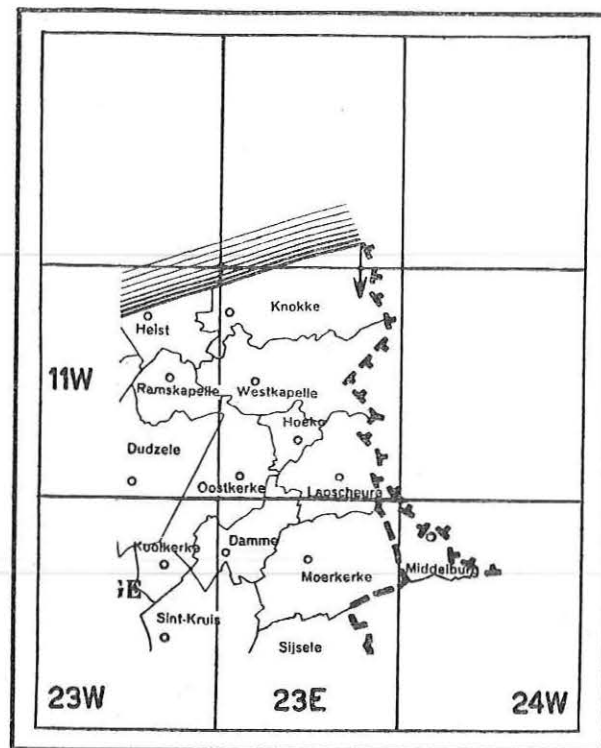 Knokke
Heist
11W
Ramskapelle
Westkapelle
Hoeke
Dudzele
Oostkerke
Lapscheure
Koolkerke
Damme
Moerkerke
Middelburg
GE
Sint-Kruis
Sijsele
23W
23E
24W